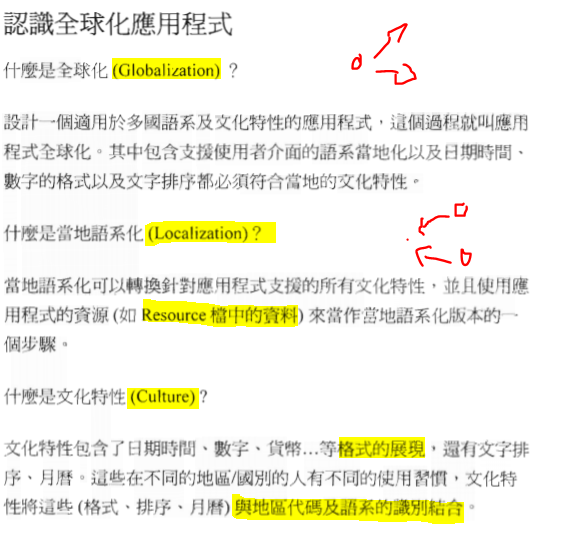 認識全球化應用程式
什麼是全球化 (Globalization) ？
設計一個適用於多國語系及文化特性的應用程式，這個過程就叫應用
程式全球化。其中包含支援使用者介面的語系當地化以及日期時間、
數字的格式以及文字排序都必須符合當地的文化特性。
什麼是當地語系化 (Localization)？
當地語系化可以轉換針對應用程式支援的所有文化特性，並且使用應
用程式的資源 (如 Resource 檔中的資料) 來當作當地語系化版本的一
個步驟。
什麼是文化特性 (Culture)？
文化特性包含了日期時間、數字、貨幣...等格式的展現，還有文字排
序、月曆。這些在不同的地區/國別的人有不同的使用習慣，文化特
性將這些 (格式、排序、月曆) 與地區代碼及語系的識別結合。